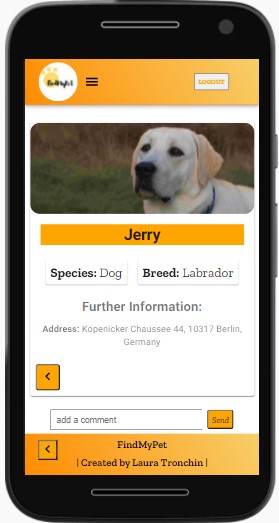 FindMyPet
LOGOUT
Jerry
Species: Dog
Breed: Labrador
Further Information:
Address: Kopenicker Chaussee 44, 10317 Berlin,
Germany
add a comment
Send
FindMyPet
| Created by Laura Tronchin |